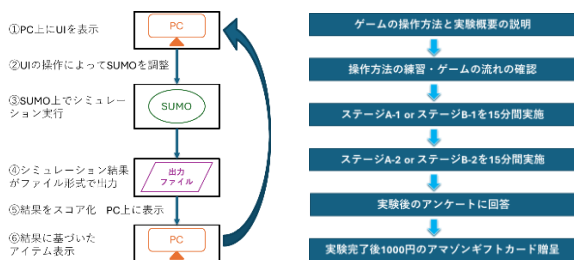 ①PC上にUIを表示
PC
②UIの操作によってSUMOを調整
③SUMO上でシミュレー
ション実行
SUMO
④シミュレーション結果
がファイル形式で出力
出力
ファイル
⑤結果をスコア化 PC上に表示
⑥結果に基づいた
アイテム表示
PC
ゲームの操作方法と実験概要の説明
操作方法の練習・ゲームの流れの確認
ステージA-1 or ステージB-1を15分間実施
ステージA-2 or ステージB-2を15分間実施
実験後のアンケートに回答
実験完了後1000円のアマゾンギフトカード贈呈